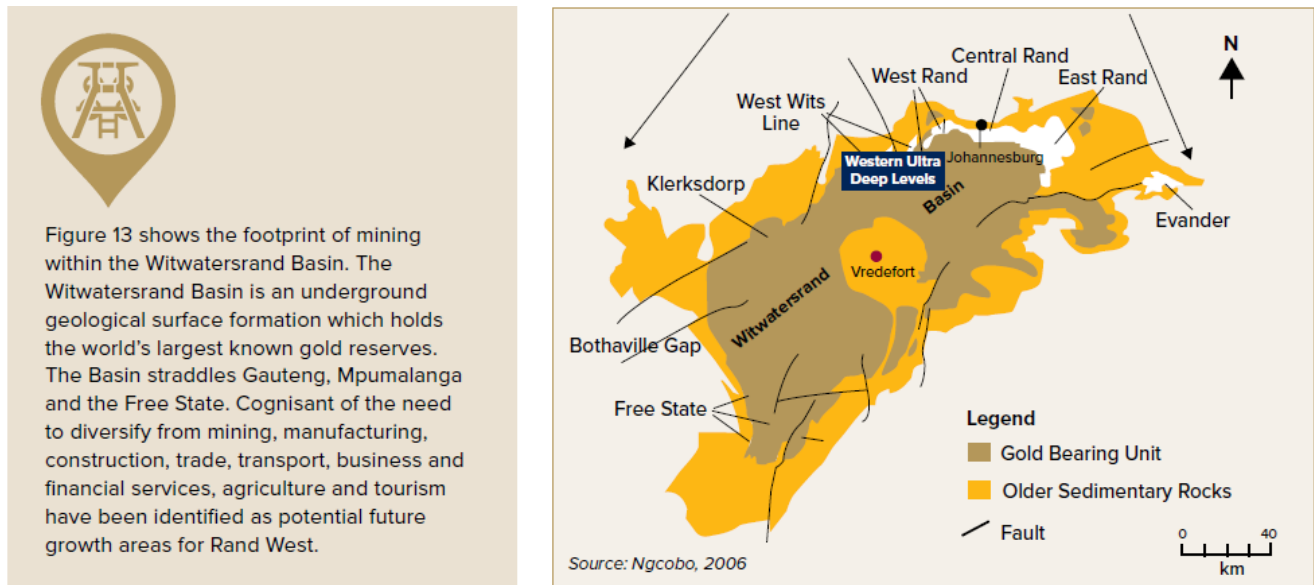 Figure 13 shows the footprint of mining
within the Witwatersrand Basin. The
Witwatersrand Basin is an underground
geological surface formation which holds
the world's largest known gold reserves.
The Basin straddles Gauteng, Mpumalanga
and the Free State. Cognisant of the need
to diversify from mining, manufacturing,
construction, trade, transport, business and
financial services, agriculture and tourism
have been identified as potential future
growth areas for Rand West.
N
Central Rand
West Rand
East Rand
West Wits
Line
Johannesburg
Western Ultra
Deep Levels
Klerksdorp
Basin
Evander
Vredefort
Witwatersrand
Bothaville Gap
Free State
Legend
Gold Bearing Unit
Older Sedimentary Rocks
Fault
0 40
km
Source: Ngcobo, 2006